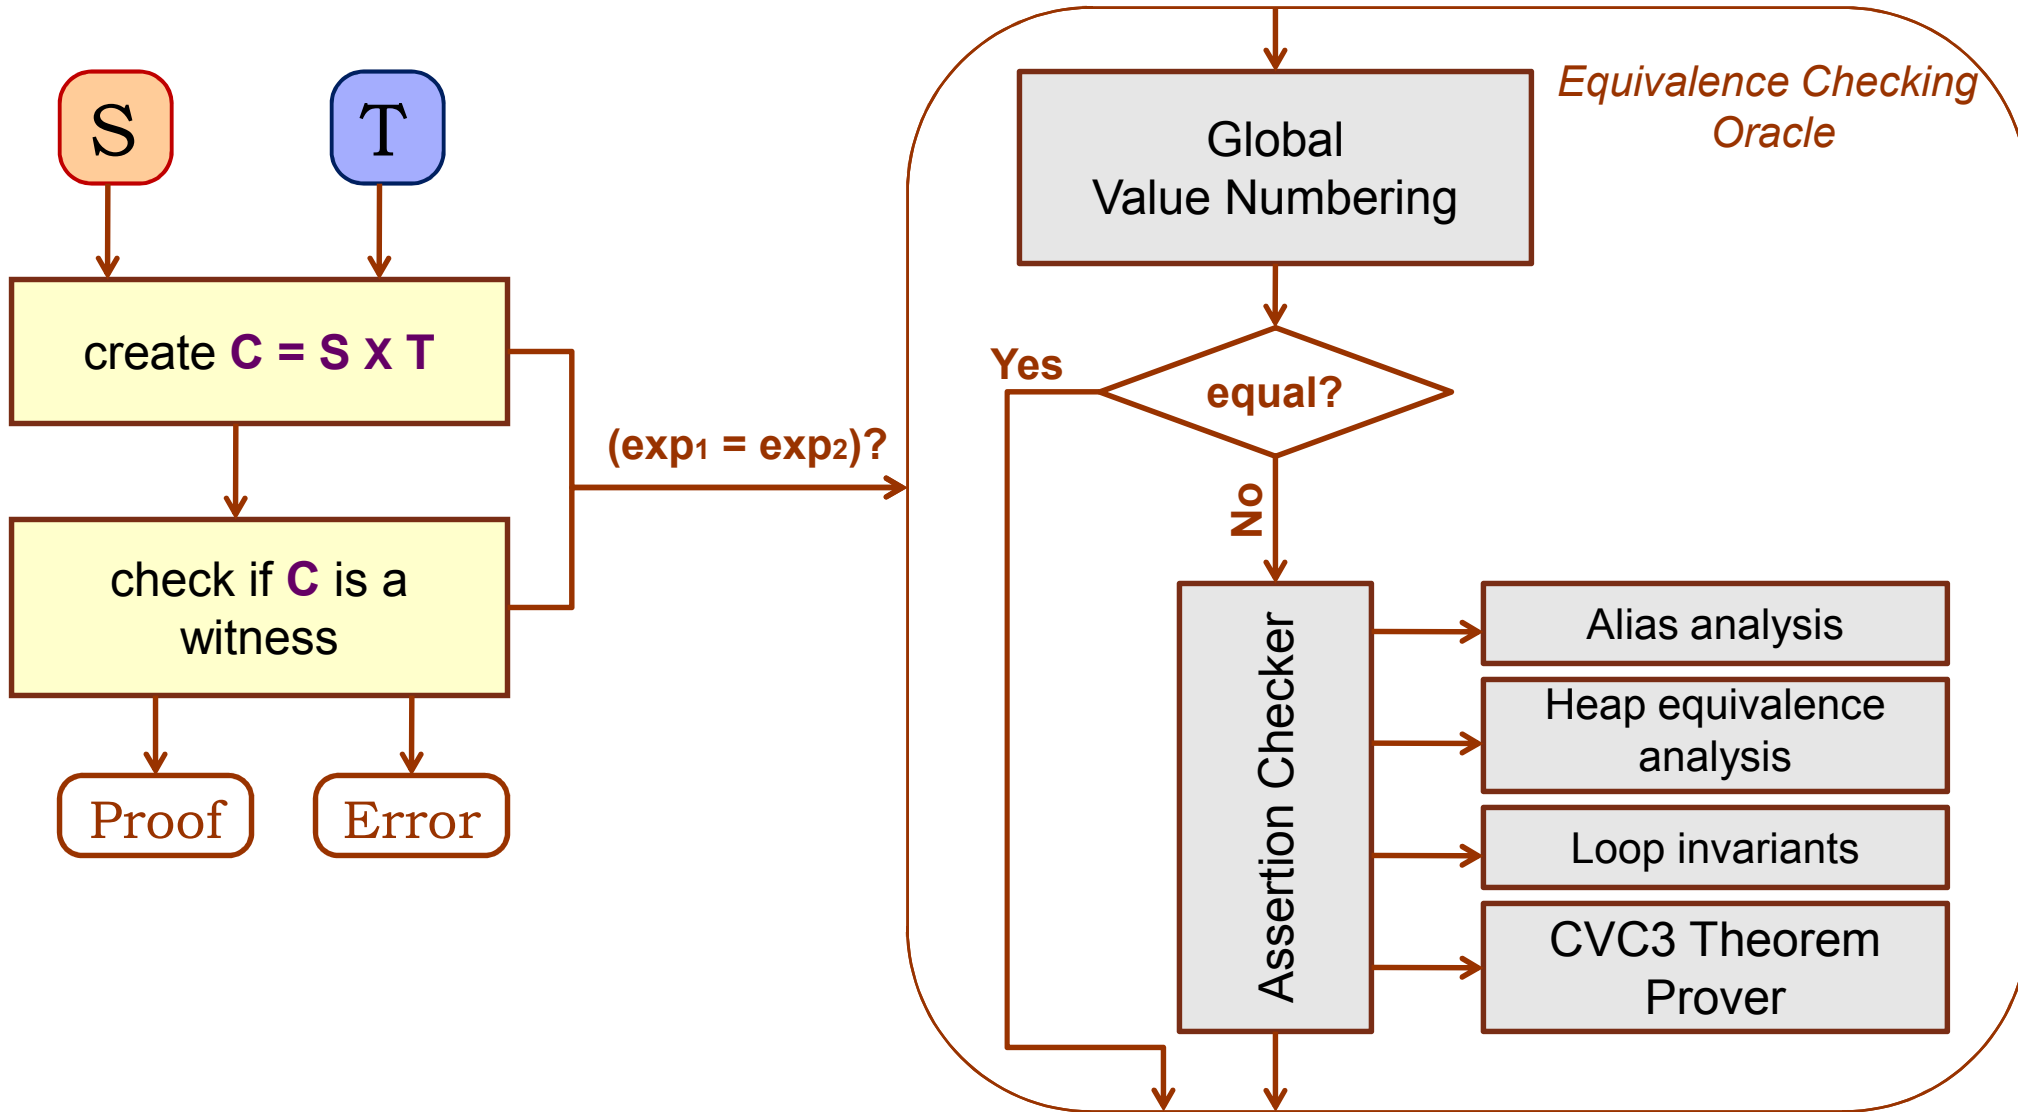 S
T
create C = S X T
check if C is a
witness
Proof
Error
(exp1 = exp2)?
Equivalence Checking
Oracle
Global
Value Numbering
equal?
Yes
No
Assertion Checker
Alias analysis
Heap equivalence
analysis
Loop invariants
CVC3 Theorem
Prover